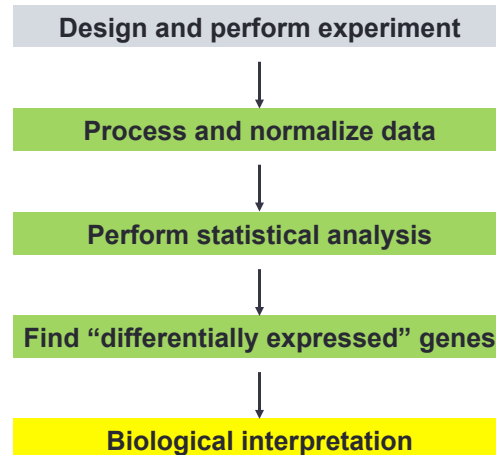 Design and perform experiment
Process and normalize data
Perform statistical analysis
Find “differentially expressed” genes
Biological interpretation